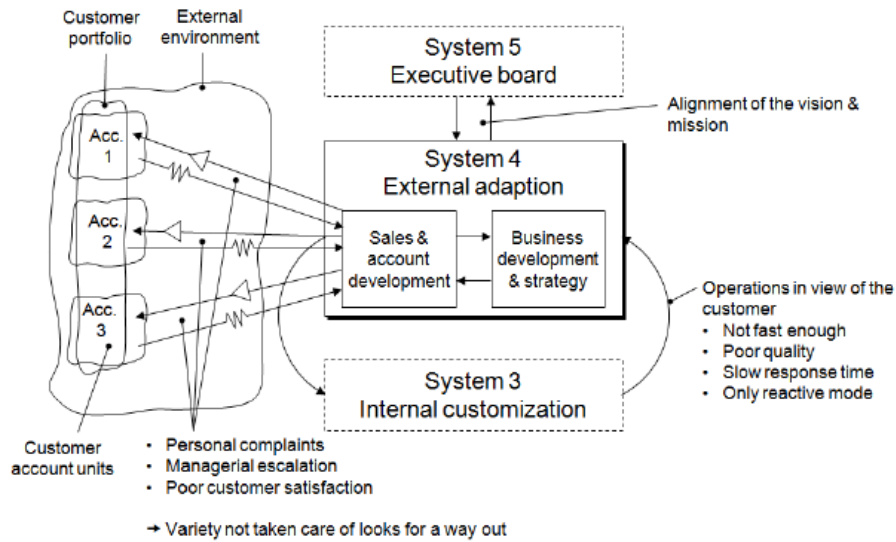 Customer
portfolio
External
environment
System 5
Executive board
Alignment of the vision &
mission
Acc.
1
Acc.
2
Acc.
3
System 4
External adaption
Sales &
account
development
Business
development
& strategy
Operations in view of the
customer
• Not fast enough
• Poor quality
• Slow response time
• Only reactive mode
System 3
Internal customization
Customer
account units
• Personal complaints
• Managerial escalation
• Poor customer satisfaction
➔ Variety not taken care of looks for a way out